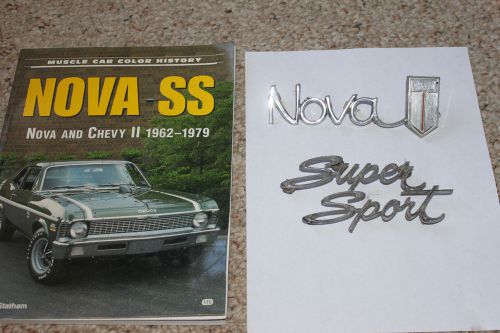 MUSCLE CAR COLOR HISTORY
NOVA SS
NOVA AND CHEVY II 1962–1979
Statham
Nova
Super
Sport